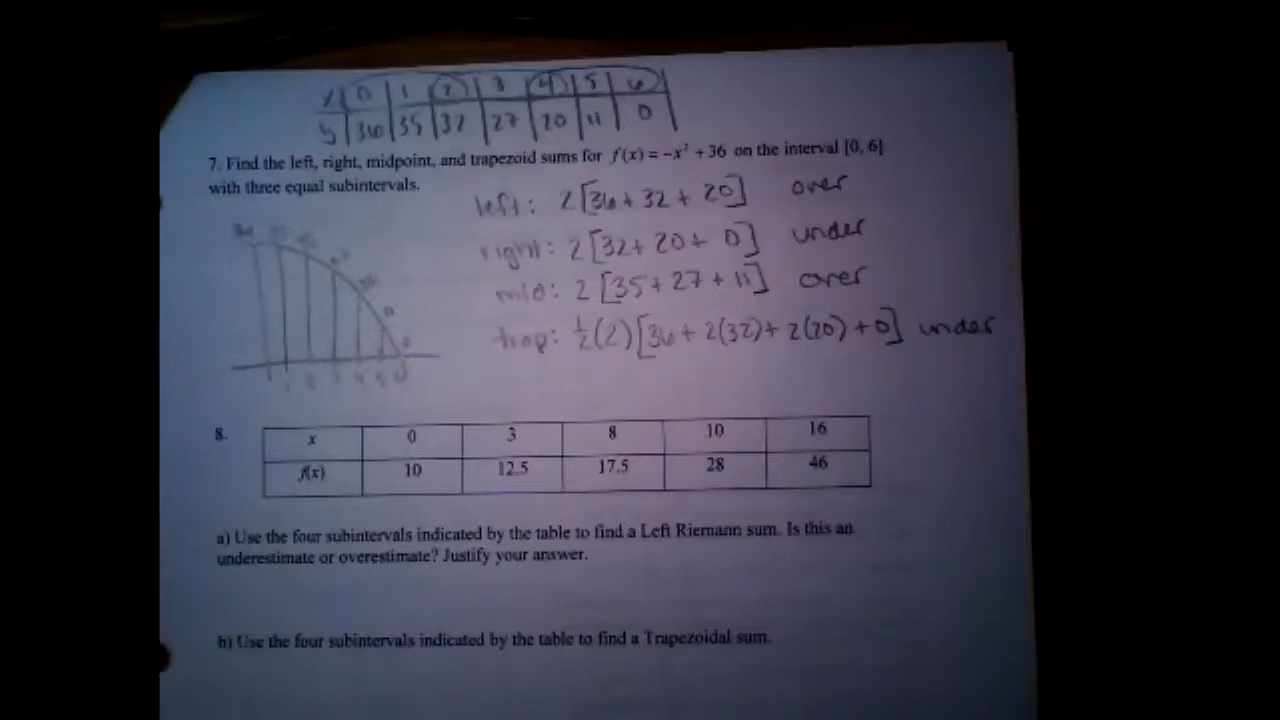 x 0 1 2 3 4 5 6
y 36 35 32 27 20 11 0
7. Find the left, right, midpoint, and trapezoid sums for f(x) = -x² + 36 on the interval [0, 6]
with three equal subintervals.
left: 2[36 + 32 + 20] over
right: 2[32 + 20 + 0] under
mid: 2[35 + 27 + 11] over
trap: ½(2)[36 + 2(32) + 2(20) + 0] under
8.
x 0 3 8 10 16
f(x) 10 12.5 17.5 28 46
a) Use the four subintervals indicated by the table to find a Left Riemann sum. Is this an
underestimate or overestimate? Justify your answer.
b) Use the four subintervals indicated by the table to find a Trapezoidal sum.